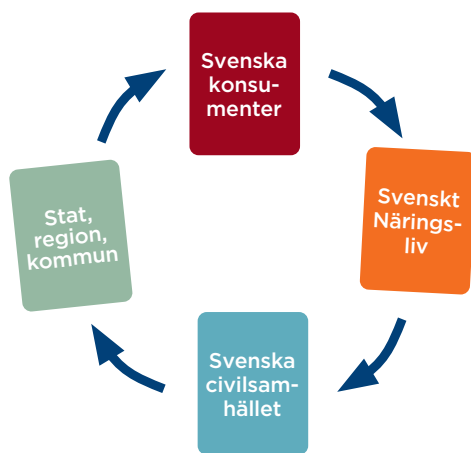 Svenska
konsu-
menter
Svenskt
Närings-
liv
Svenska
civilsam-
hället
Stat,
region,
kommun